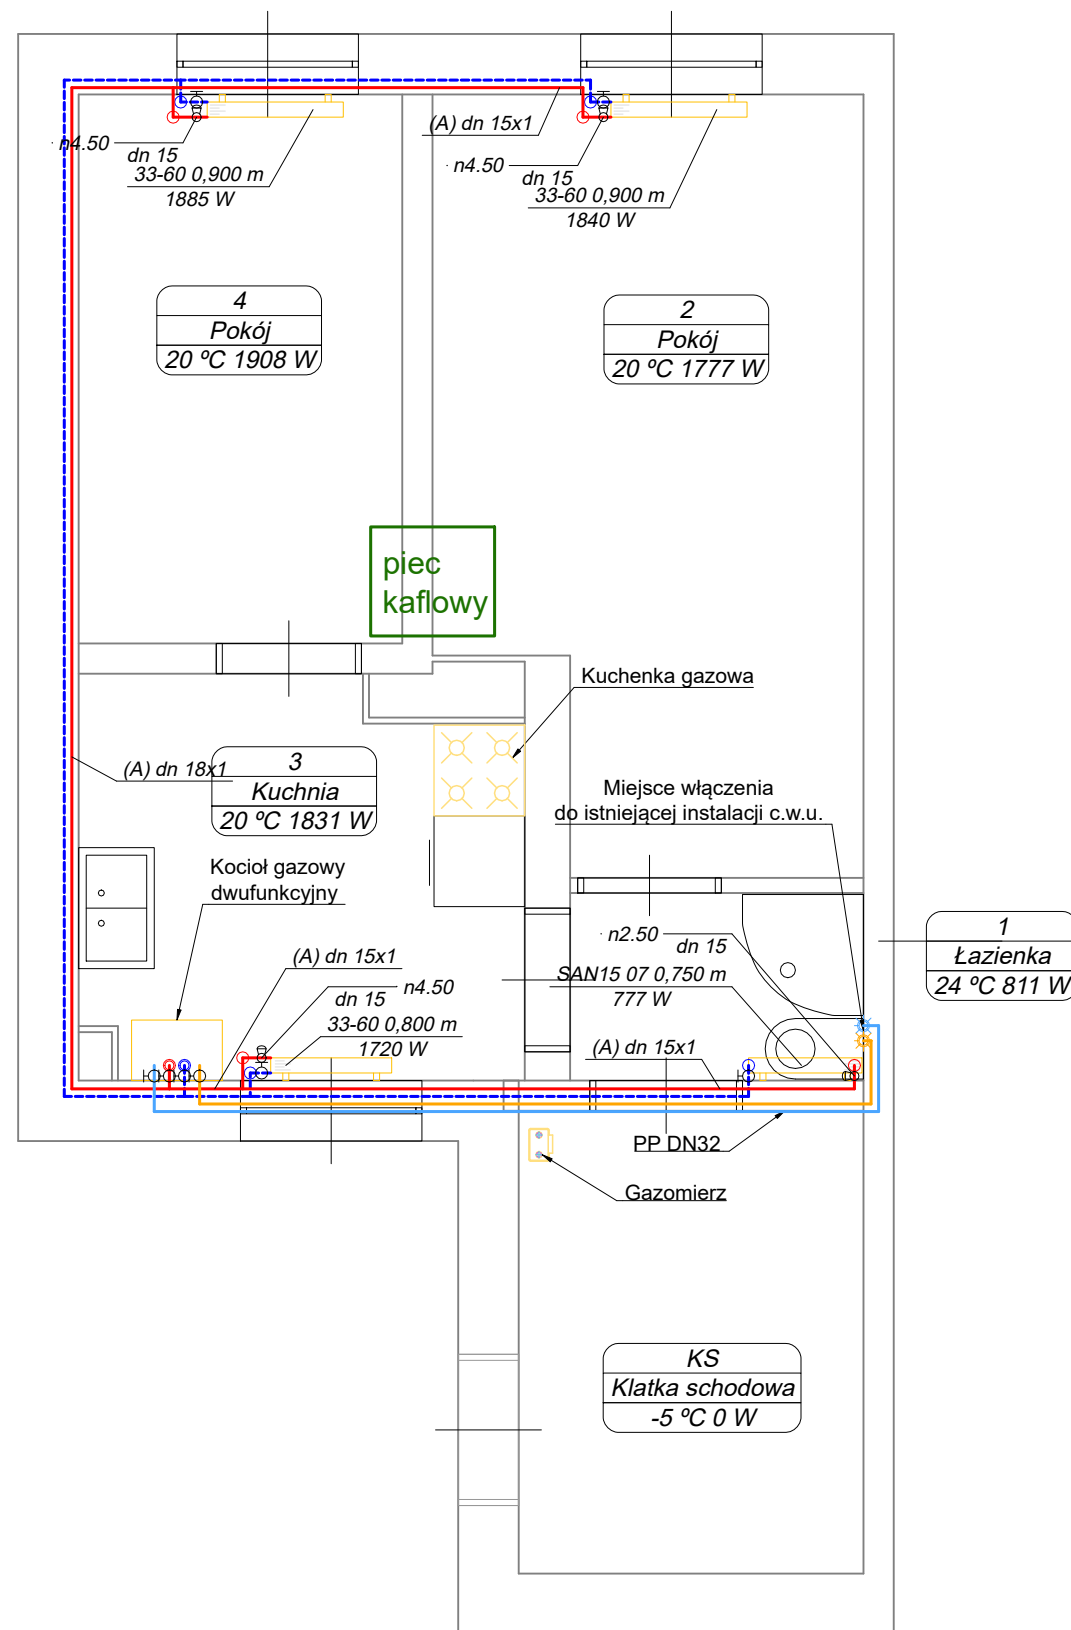 n4.50
dn 15
33-60 0,900 m
1885 W
(A) dn 15x1
n4.50
dn 15
33-60 0,900 m
1840 W
4
Pokój
20 ºC 1908 W
2
Pokój
20 ºC 1777 W
piec
kaflowy
Kuchenka gazowa
(A) dn 18x1
3
Kuchnia
20 ºC 1831 W
Miejsce włączenia
do istniejącej instalacji c.w.u.
Kocioł gazowy
dwufunkcyjny
n2.50
dn 15
SAN15 07 0,750 m
777 W
1
Łazienka
24 ºC 811 W
(A) dn 15x1
n4.50
dn 15
33-60 0,800 m
1720 W
(A) dn 15x1
PP DN32
Gazomierz
KS
Klatka schodowa
-5 ºC 0 W